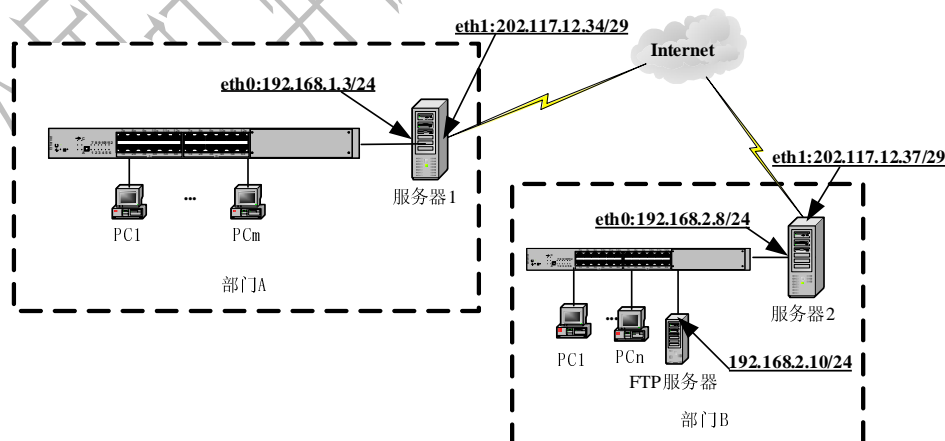 eth1:202.117.12.34/29
Internet
eth0:192.168.1.3/24
服务器1
PC1
...
PCm
部门A
eth1:202.117.12.37/29
eth0:192.168.2.8/24
服务器2
PC1
...
PCn
FTP服务器
192.168.2.10/24
部门B